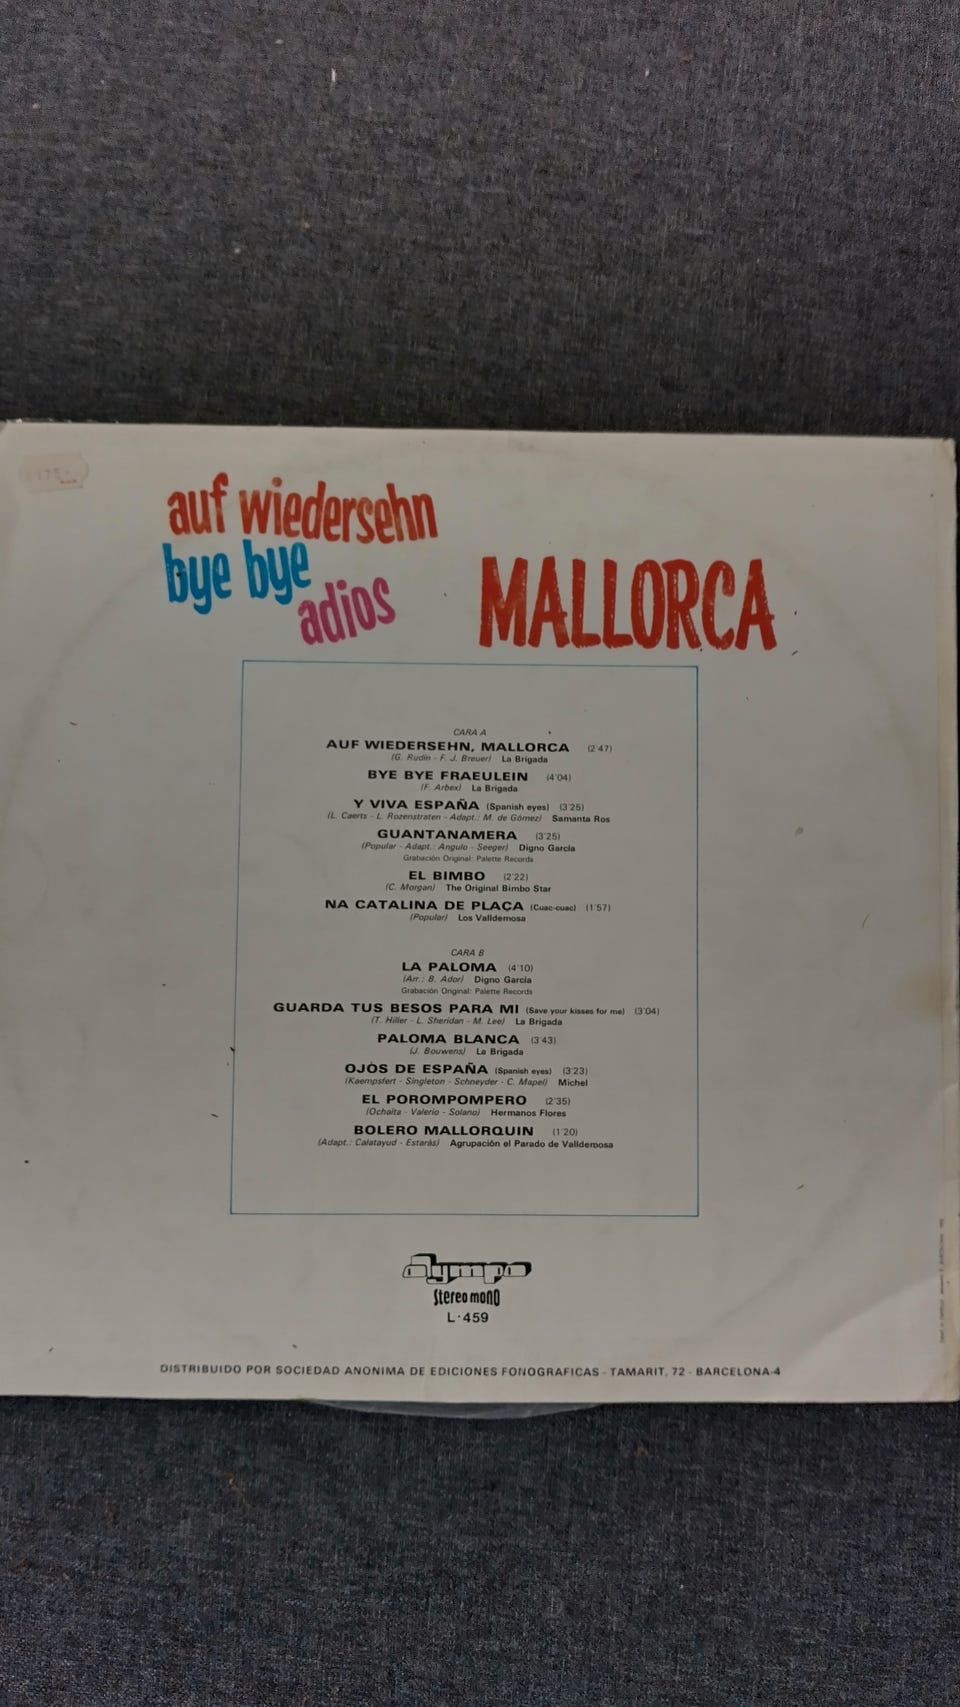 auf wiedersehn
bye bye
adios
MALLORCA
CARA A
AUF WIEDERSEHN, MALLORCA (2'47)
(G. Rudin - F. J. Breuer) La Brigada
BYE BYE FRAEULEIN (4'04)
(F. Arbex) La Brigada
Y VIVA ESPAÑA (Spanish eyes) (3'25)
(L. Caerts - L. Rozenstraten - Adapt.: M. de Gómez) Samanta Ros
GUANTANAMERA (3'25)
(Popular - Adapt.: Angulo - Seeger) Digno García
Grabación Original: Palette Records
EL BIMBO (2'22)
(C. Morgan) The Original Bimbo Star
NA CATALINA DE PLAÇA (Cuac-cuac) (1'57)
(Popular) Los Valldemosa
CARA B
LA PALOMA (4'10)
(Arr.: B. Ador) Digno García
Grabación Original: Palette Records
GUARDA TUS BESOS PARA MI (Save your kisses for me) (3'04)
(T. Hiller - L. Sheridan - M. Lee) La Brigada
PALOMA BLANCA (3'43)
(J. Bouwens) La Brigada
OJOS DE ESPAÑA (Spanish eyes) (3'23)
(Kaempsfert - Singleton - Schneyder - C. Mapel) Michel
EL POROMPOMPERO (2'35)
(Ochaita - Valerio - Solano) Hermanos Flores
BOLERO MALLORQUIN (1'20)
(Adapt.: Calatayud - Estarás) Agrupación el Parado de Valldemosa
Olympo
Stereo mono
L-459
DISTRIBUIDO POR SOCIEDAD ANONIMA DE EDICIONES FONOGRAFICAS - TAMARIT, 72 - BARCELONA-4